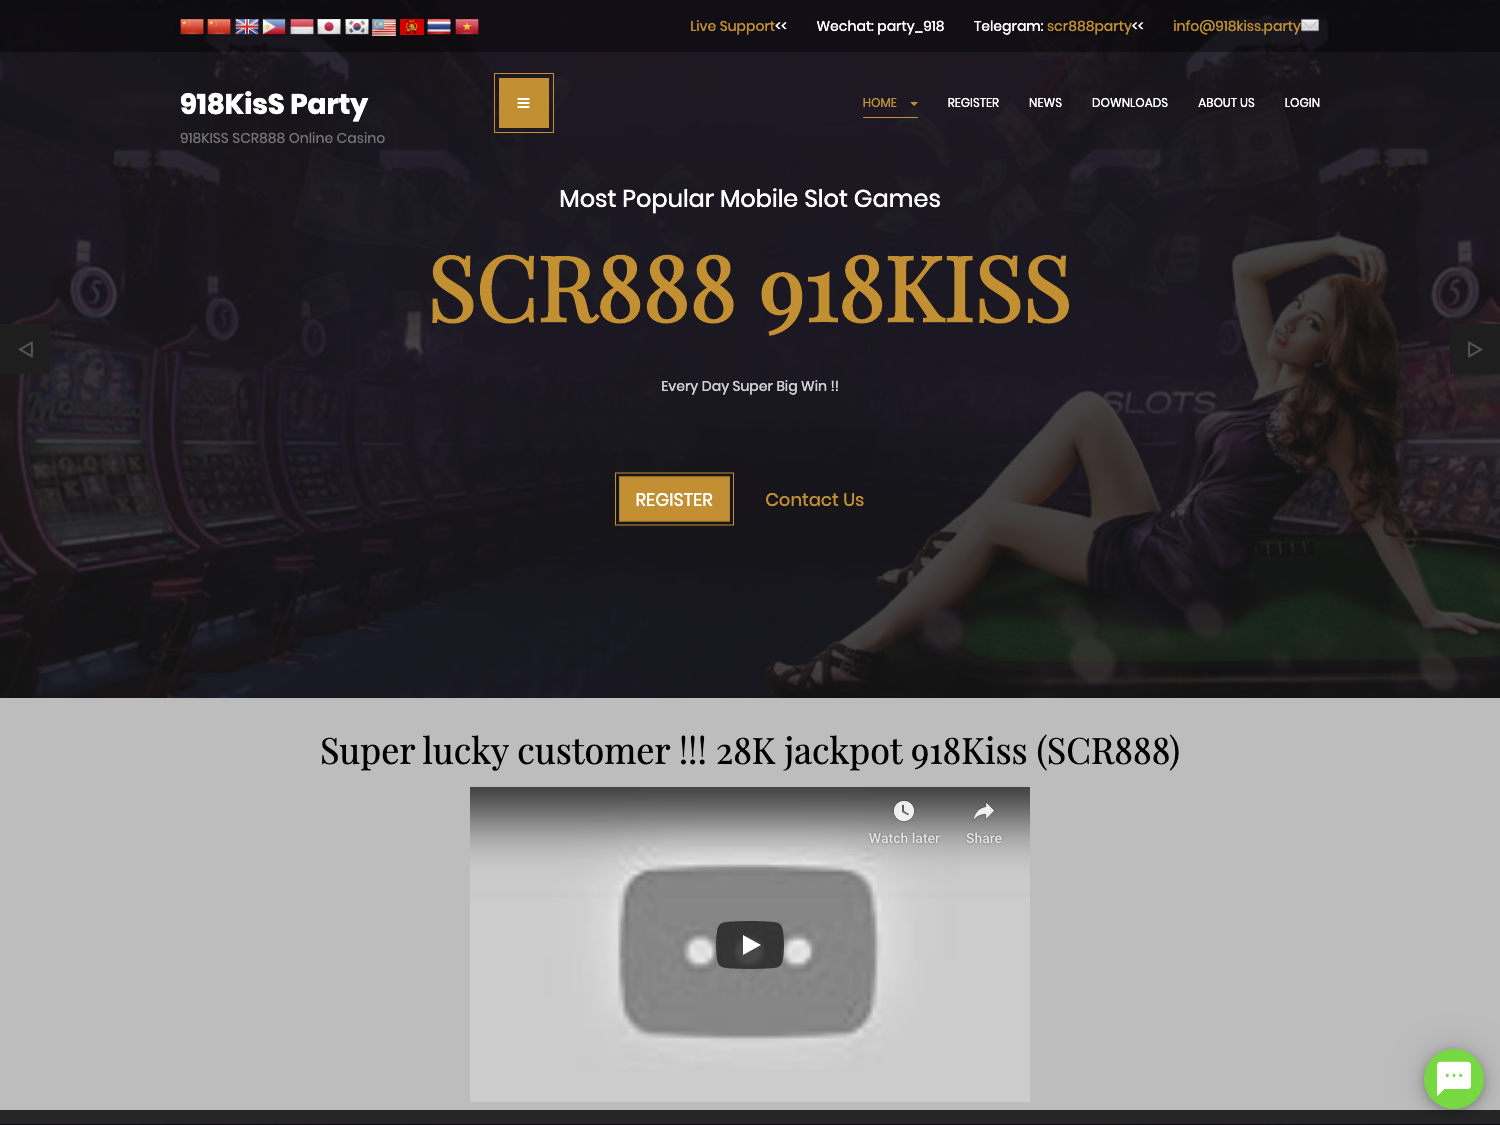 Live Support<<
Wechat: party_918
Telegram: scr888party<<
info@918kiss.party
918KisS Party
918KISS SCR888 Online Casino
HOME
REGISTER
NEWS
DOWNLOADS
ABOUT US
LOGIN
Most Popular Mobile Slot Games
SCR888 918KISS
Every Day Super Big Win !!
SLOTS
REGISTER
Contact Us
Super lucky customer !!! 28K jackpot 918Kiss (SCR888)
Watch later
Share